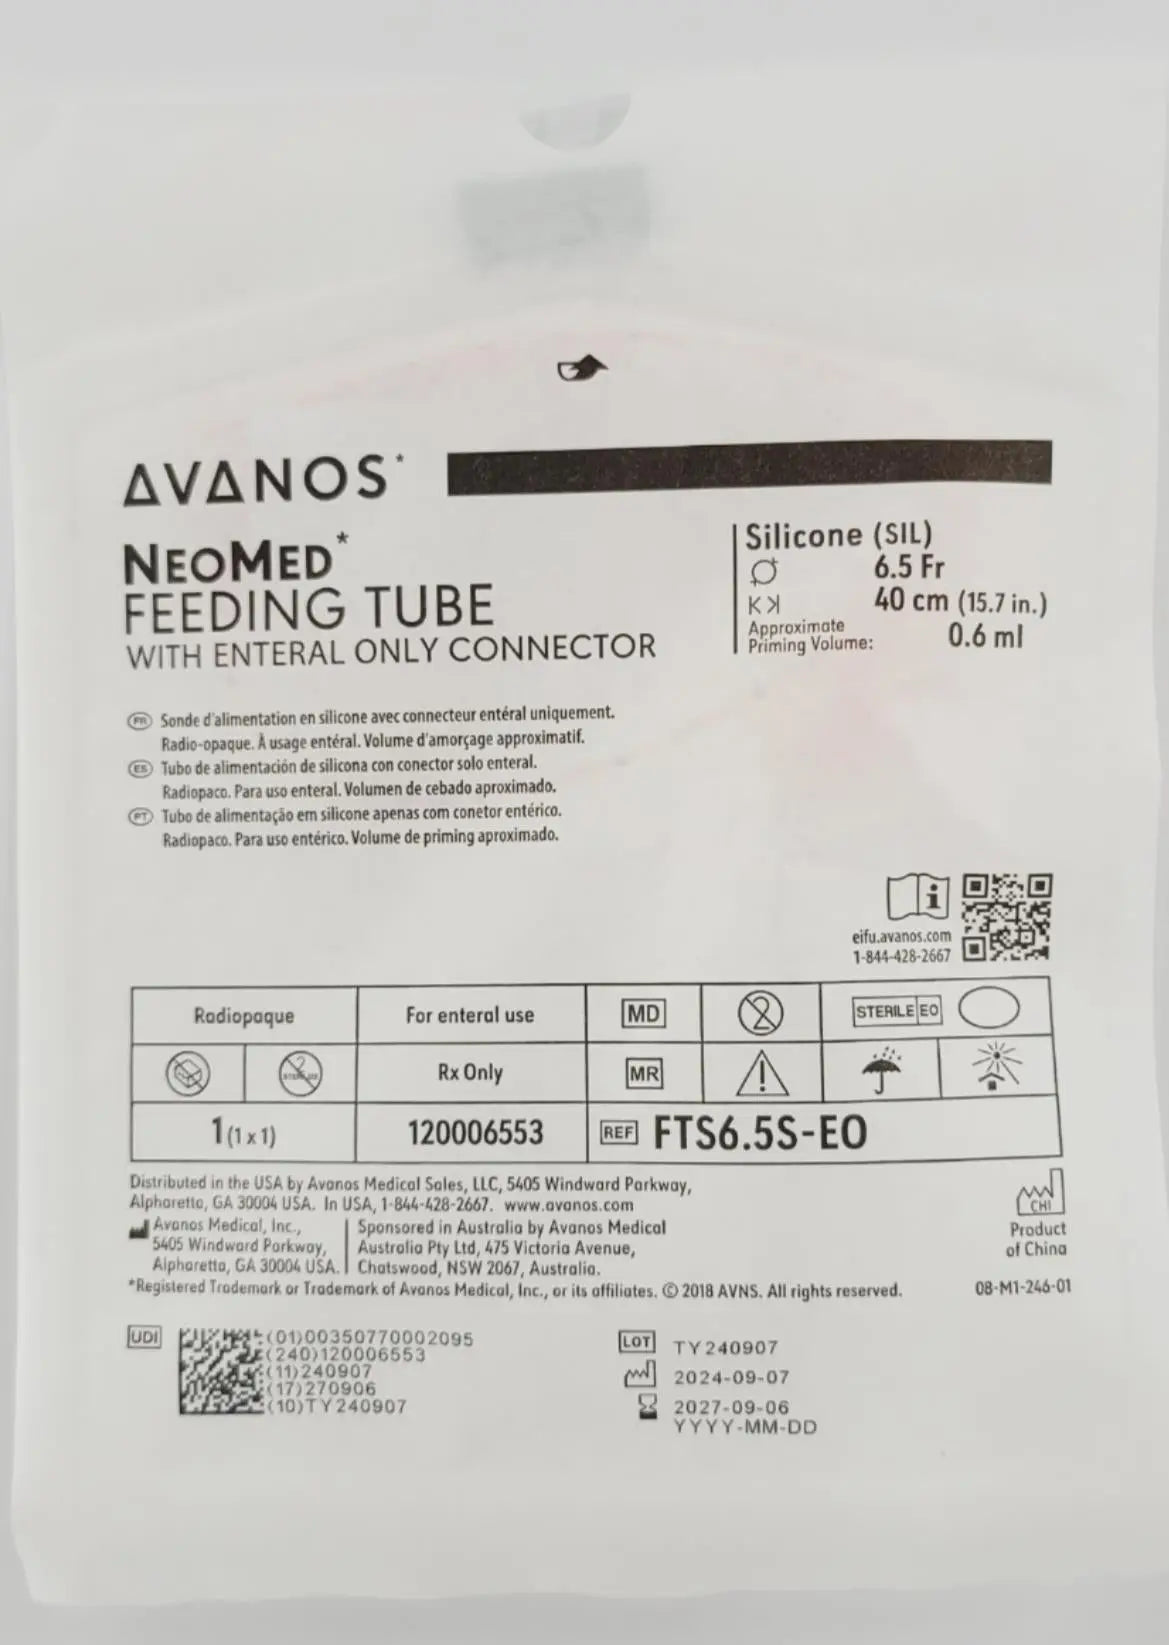 AVANOS*
NEOMED*
FEEDING TUBE
WITH ENTERAL ONLY CONNECTOR
Silicone (SIL)
6.5 Fr
40 cm (15.7 in.)
Approximate
Priming Volume: 0.6 ml
FR Sonde d'alimentation en silicone avec connecteur entéral uniquement.
Radio-opaque. À usage entéral. Volume d'amorçage approximatif.
ES Tubo de alimentación de silicona con conector solo enteral.
Radiopaco. Para uso enteral. Volumen de cebado aproximado.
PT Tubo de alimentação em silicone apenas com conetor entérico.
Radiopaco. Para uso entérico. Volume de priming aproximado.
i
eifu.avanos.com
1-844-428-2667
Radiopaque For enteral use MD 2 STERILE EO
2 STERILIZE Rx Only MR !
1 (1 x 1) 120006553 REF FTS6.5S-EO
Distributed in the USA by Avanos Medical Sales, LLC, 5405 Windward Parkway,
Alpharetta, GA 30004 USA. In USA, 1-844-428-2667. www.avanos.com
Avanos Medical, Inc.,
5405 Windward Parkway,
Alpharetta, GA 30004 USA.
Sponsored in Australia by Avanos Medical
Australia Pty Ltd, 475 Victoria Avenue,
Chatswood, NSW 2067, Australia.
CHI
Product
of China
*Registered Trademark or Trademark of Avanos Medical, Inc., or its affiliates. © 2018 AVNS. All rights reserved.
08-M1-246-01
UDI
(01)00350770002095
(240)120006553
(11)240907
(17)270906
(10)TY240907
LOT TY240907
2024-09-07
2027-09-06
YYYY-MM-DD